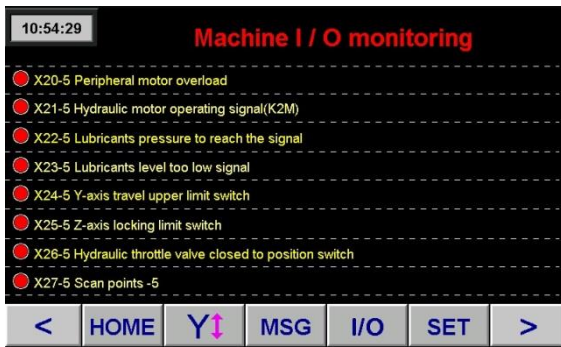 10:54:29
Machine I / O monitoring
X20-5 Peripheral motor overload
X21-5 Hydraulic motor operating signal(K2M)
X22-5 Lubricants pressure to reach the signal
X23-5 Lubricants level too low signal
X24-5 Y-axis travel upper limit switch
X25-5 Z-axis locking limit switch
X26-5 Hydraulic throttle valve closed to position switch
X27-5 Scan points -5
< HOME Y MSG I/O SET >